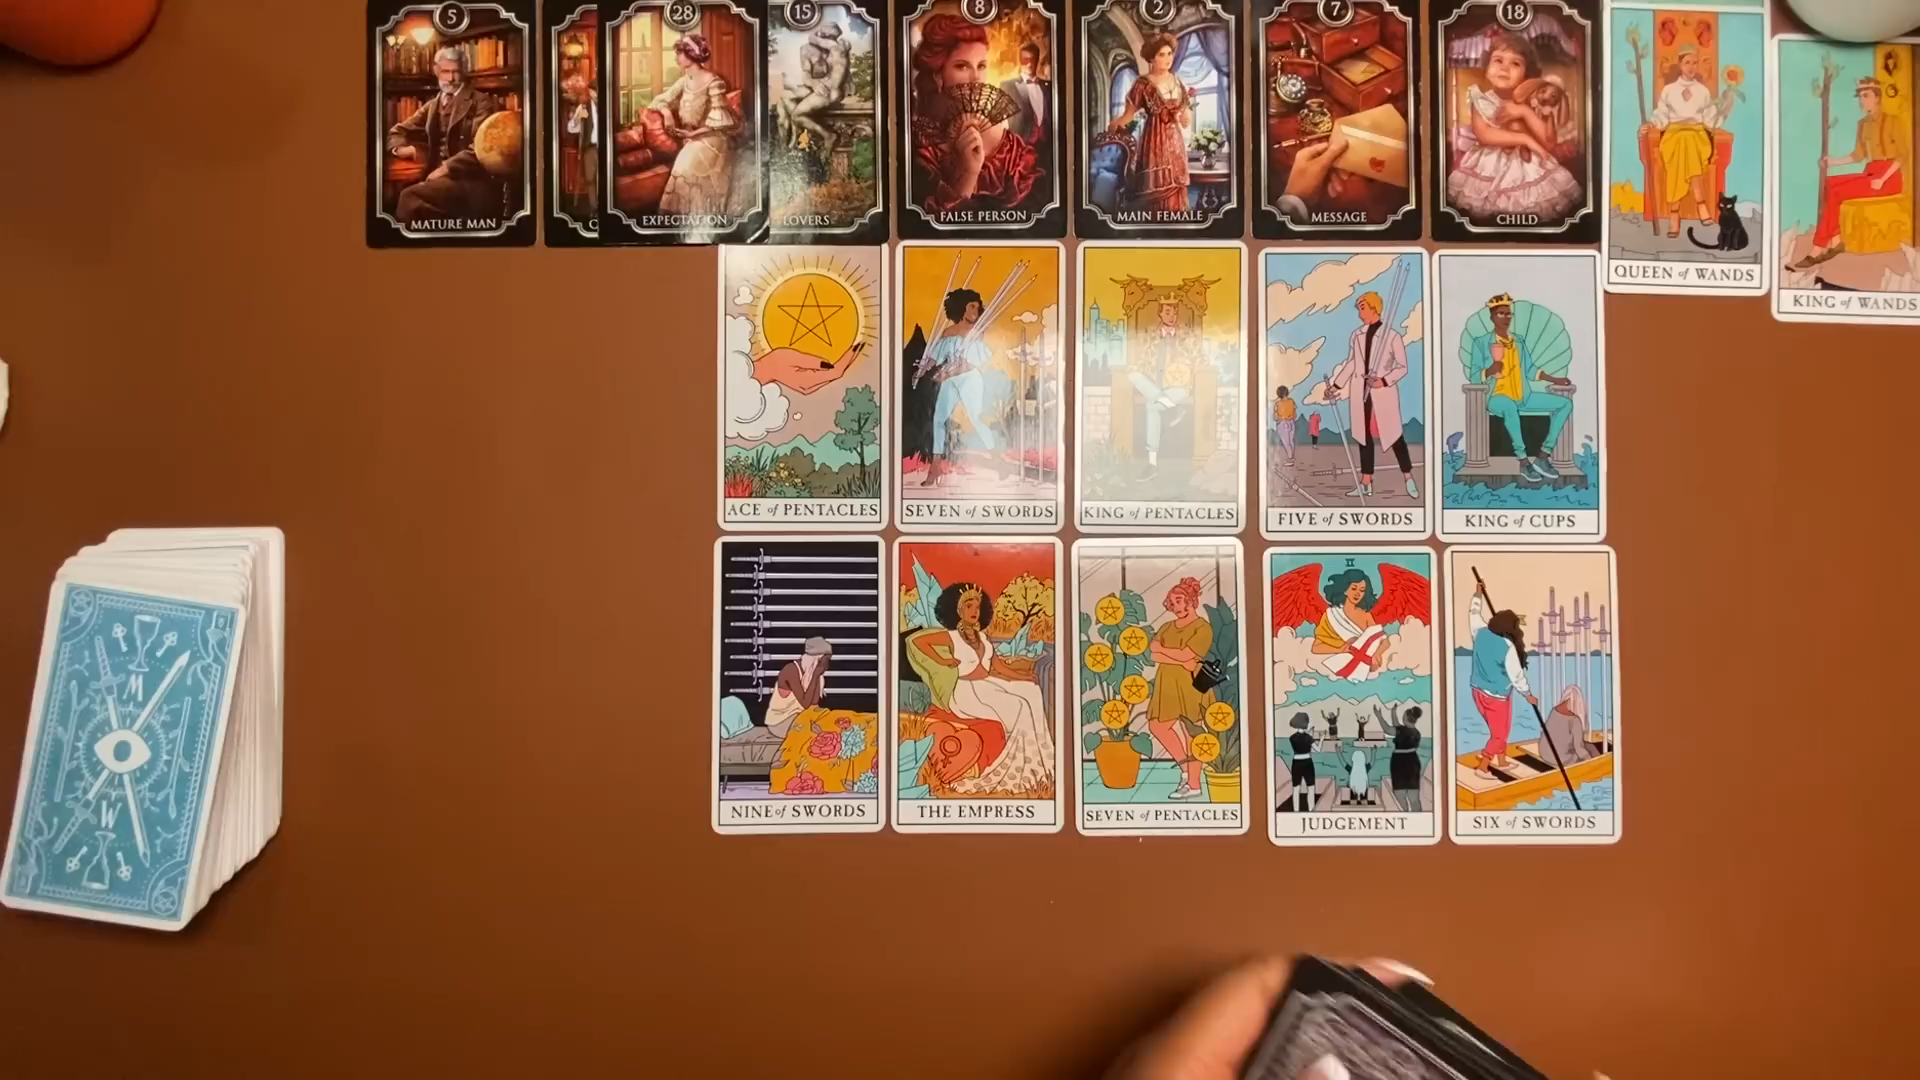 5
28
15
8
2
7
18
MATURE MAN
C
EXPECTATION
LOVERS
FALSE PERSON
MAIN FEMALE
MESSAGE
CHILD
QUEEN of WANDS
KING of WANDS
ACE of PENTACLES
SEVEN of SWORDS
KING of PENTACLES
FIVE of SWORDS
KING of CUPS
NINE of SWORDS
THE EMPRESS
SEVEN of PENTACLES
JUDGEMENT
SIX of SWORDS
M
W